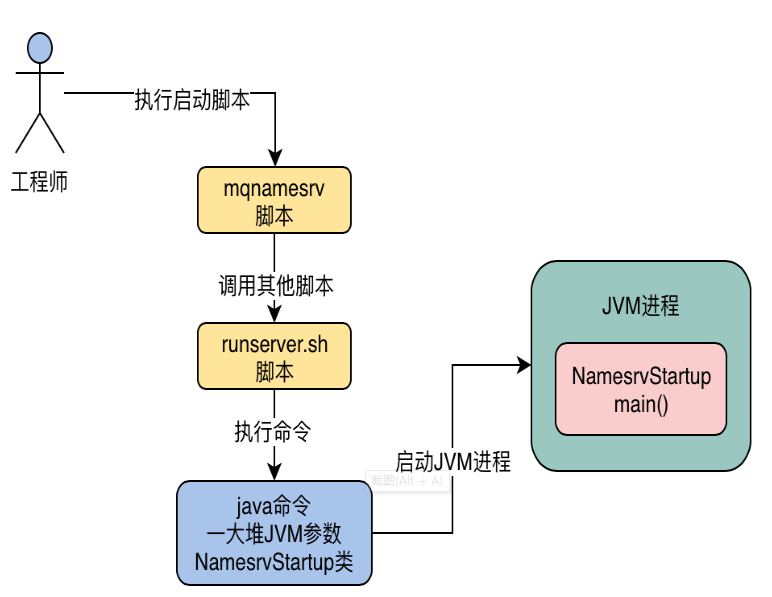 执行启动脚本
工程师
mqnamesrv
脚本
调用其他脚本
runserver.sh
脚本
执行命令
java命令
一大堆JVM参数
NamesrvStartup类
启动JVM进程
截图(Alt + A)
JVM进程
NamesrvStartup
main()